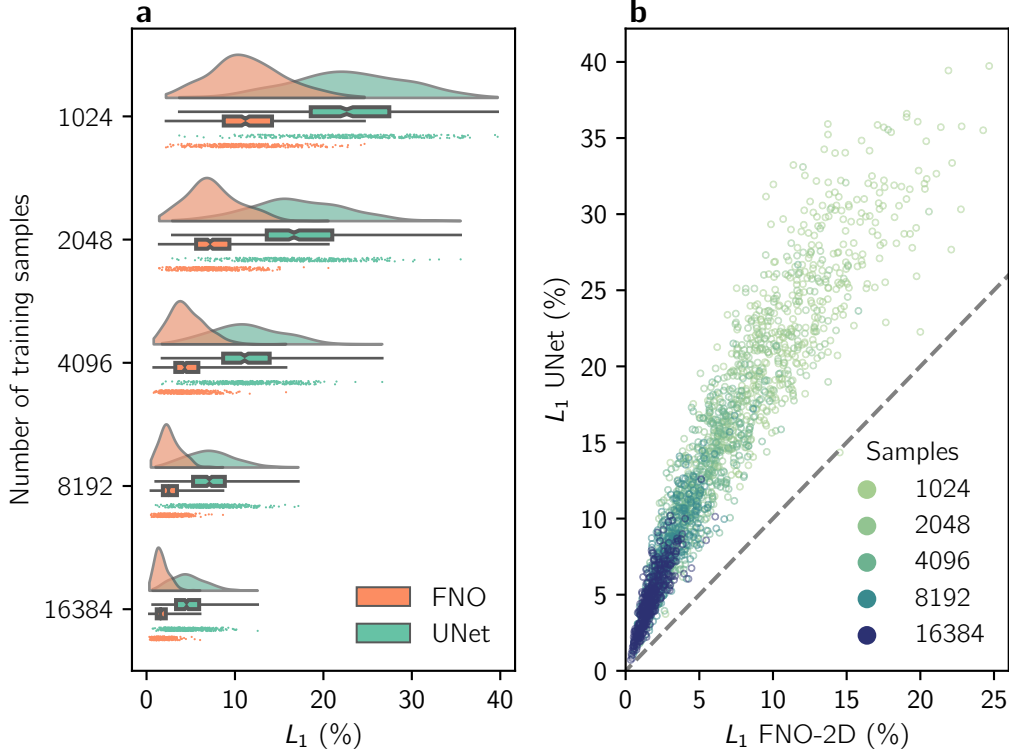 a
Number of training samples
1024
2048
4096
8192
16384
FNO
UNet
0 10 20 30 40
L₁ (%)
b
L₁ UNet (%)
40
35
30
25
20
15
10
5
0
Samples
1024
2048
4096
8192
16384
0 5 10 15 20 25
L₁ FNO-2D (%)